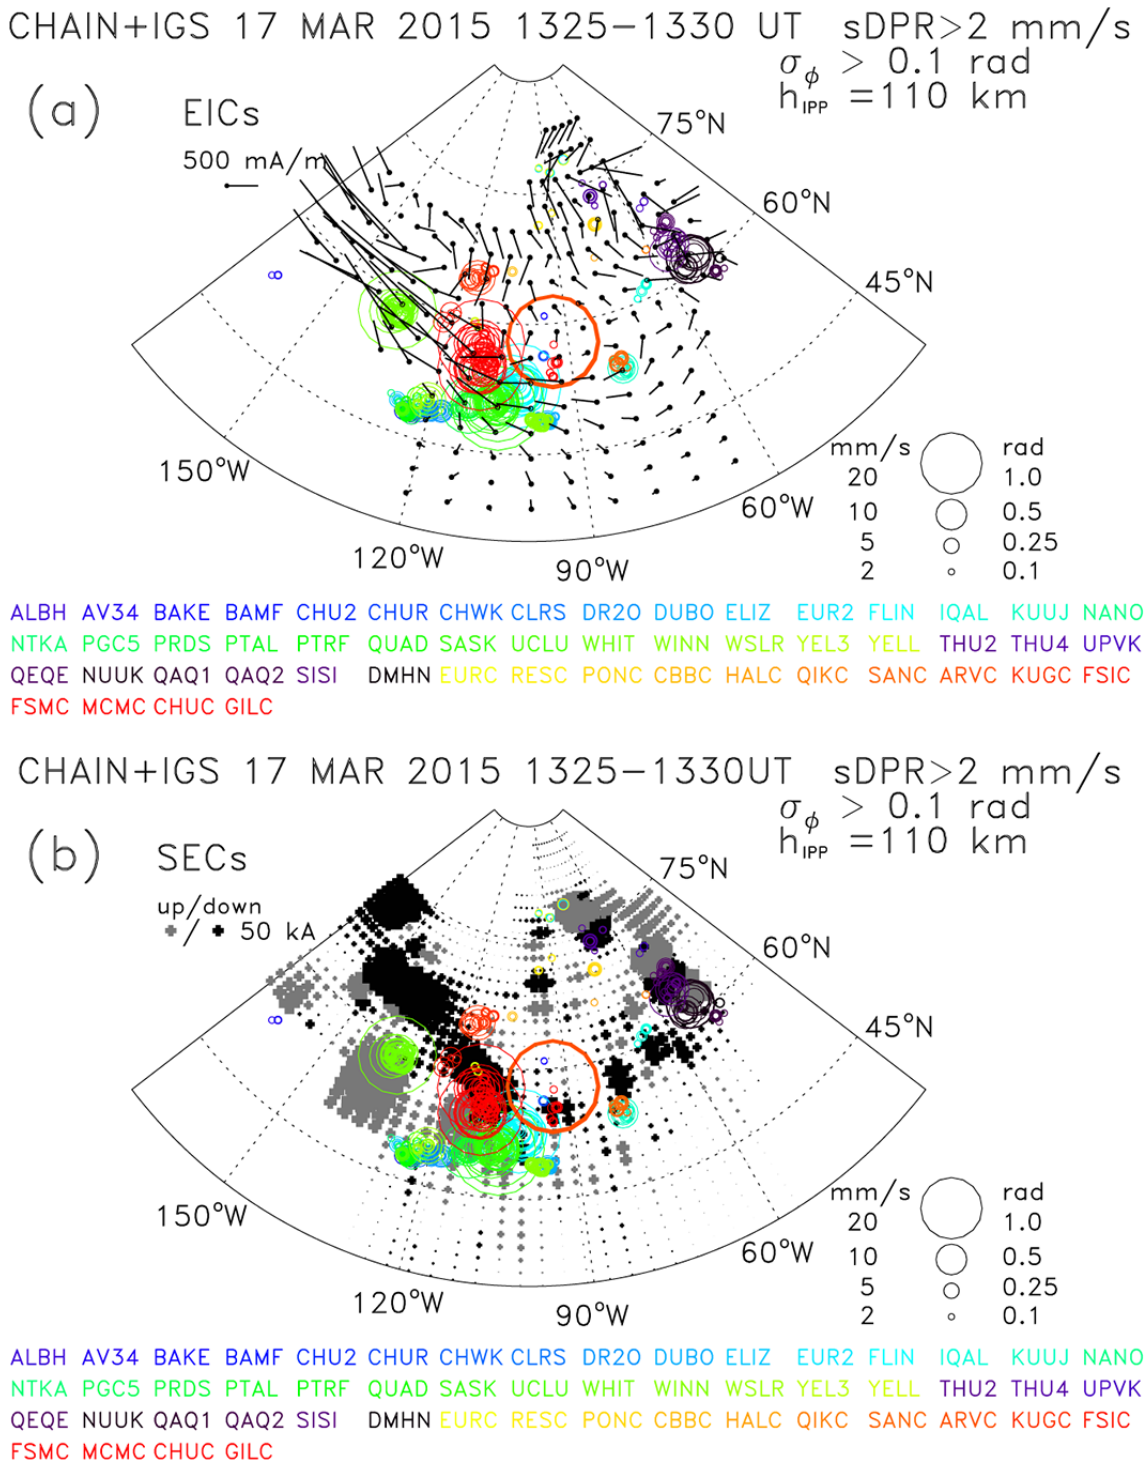 CHAIN+IGS 17 MAR 2015 1325−1330 UT sDPR>2 mm/s
σϕ > 0.1 rad
hIPP =110 km
(a)
EICs
500 mA/m
75°N
60°N
45°N
150°W
120°W
90°W
60°W
mm/s rad
20 1.0
10 0.5
5 0.25
2 0.1
ALBH AV34 BAKE BAMF CHU2 CHUR CHWK CLRS DR2O DUBO ELIZ EUR2 FLIN IQAL KUUJ NANO
NTKA PGC5 PRDS PTAL PTRF QUAD SASK UCLU WHIT WINN WSLR YEL3 YELL THU2 THU4 UPVK
QEQE NUUK QAQ1 QAQ2 SISI DMHN EURC RESC PONC CBBC HALC QIKC SANC ARVC KUGC FSIC
FSMC MCMC CHUC GILC
CHAIN+IGS 17 MAR 2015 1325−1330UT sDPR>2 mm/s
σϕ > 0.1 rad
hIPP =110 km
(b)
SECs
up/down
/ 50 kA
75°N
60°N
45°N
150°W
120°W
90°W
60°W
mm/s rad
20 1.0
10 0.5
5 0.25
2 0.1
ALBH AV34 BAKE BAMF CHU2 CHUR CHWK CLRS DR2O DUBO ELIZ EUR2 FLIN IQAL KUUJ NANO
NTKA PGC5 PRDS PTAL PTRF QUAD SASK UCLU WHIT WINN WSLR YEL3 YELL THU2 THU4 UPVK
QEQE NUUK QAQ1 QAQ2 SISI DMHN EURC RESC PONC CBBC HALC QIKC SANC ARVC KUGC FSIC
FSMC MCMC CHUC GILC